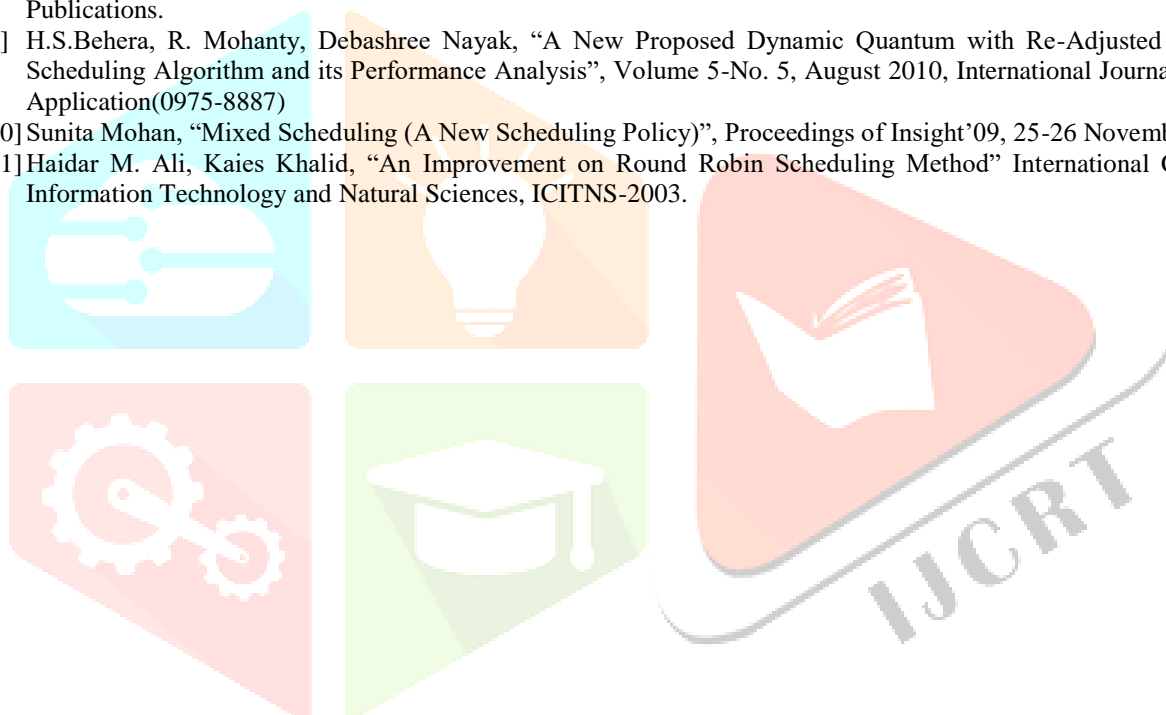 Publications.
] H.S.Behera, R. Mohanty, Debashree Nayak, “A New Proposed Dynamic Quantum with Re-Adjusted
Scheduling Algorithm and its Performance Analysis”, Volume 5-No. 5, August 2010, International Journa
Application(0975-8887)
0] Sunita Mohan, “Mixed Scheduling (A New Scheduling Policy)”, Proceedings of Insight’09, 25-26 Novemb
1] Haidar M. Ali, Kaies Khalid, “An Improvement on Round Robin Scheduling Method” International C
Information Technology and Natural Sciences, ICITNS-2003.
IJCRT